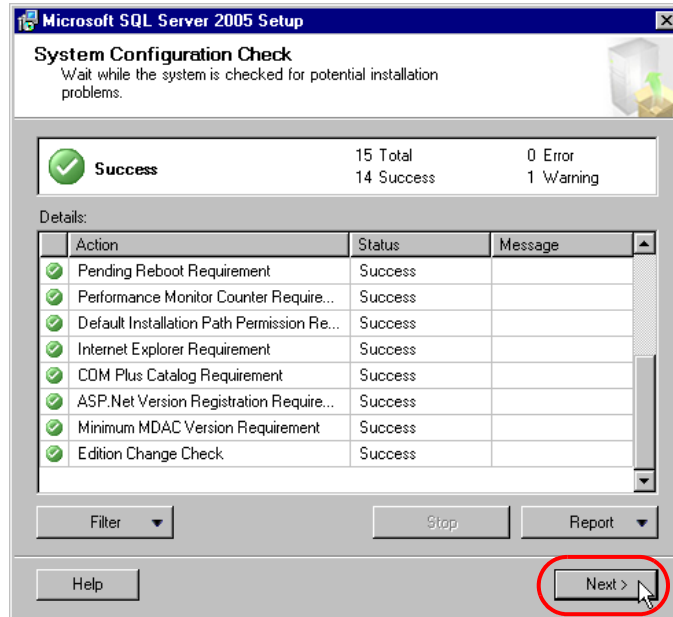 Microsoft SQL Server 2005 Setup
System Configuration Check
Wait while the system is checked for potential installation
problems.
Success
15 Total
0 Error
14 Success
1 Warning
Details:
Action Status Message
Pending Reboot Requirement Success
Performance Monitor Counter Require... Success
Default Installation Path Permission Re... Success
Internet Explorer Requirement Success
COM Plus Catalog Requirement Success
ASP.Net Version Registration Require... Success
Minimum MDAC Version Requirement Success
Edition Change Check Success
Filter Stop Report
Help Next >